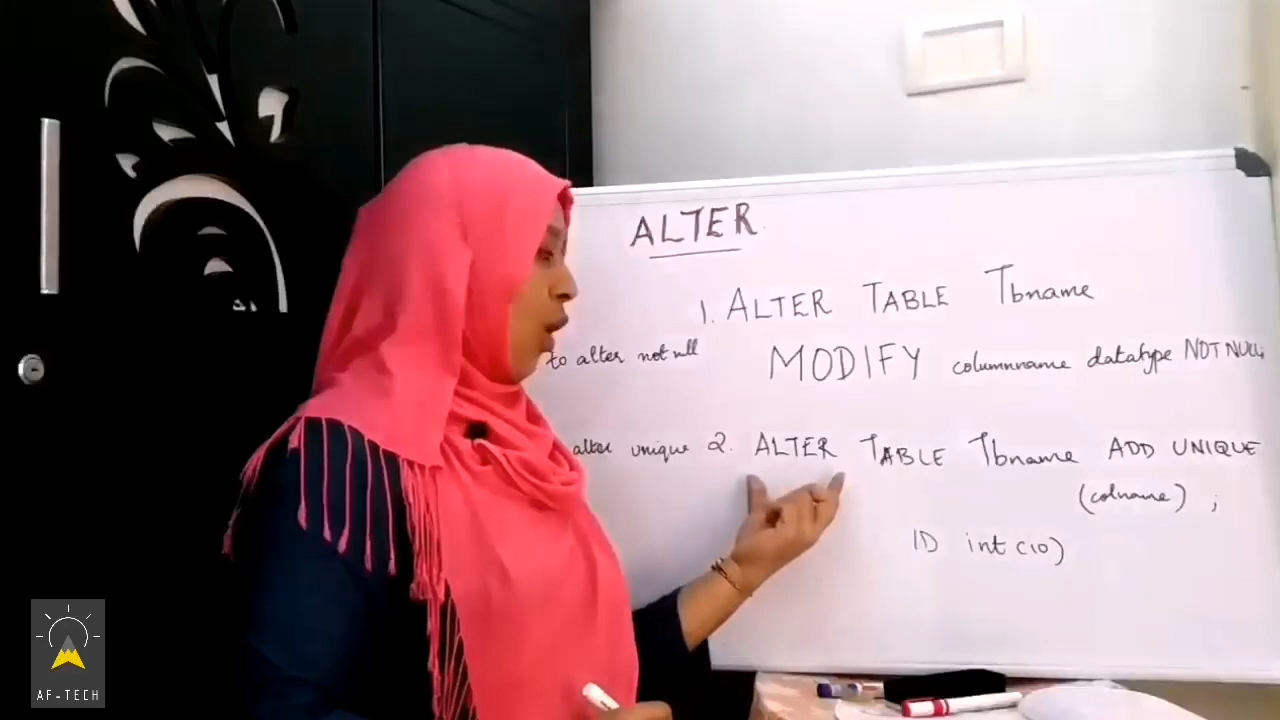 ALTER
1. ALTER TABLE Tbname
to alter not null MODIFY columnname datatype NOT NULL;
alter unique 2. ALTER TABLE Tbname ADD UNIQUE
(colname) ;
ID int (10)
AF-TECH